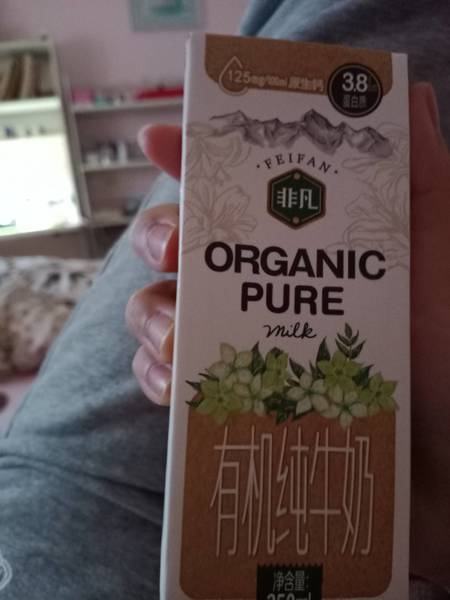 125mg/100ml 原生钙
3.8
蛋白质
·FEIFAN·
非凡
ORGANIC
PURE
milk
有机纯牛奶
净含量: